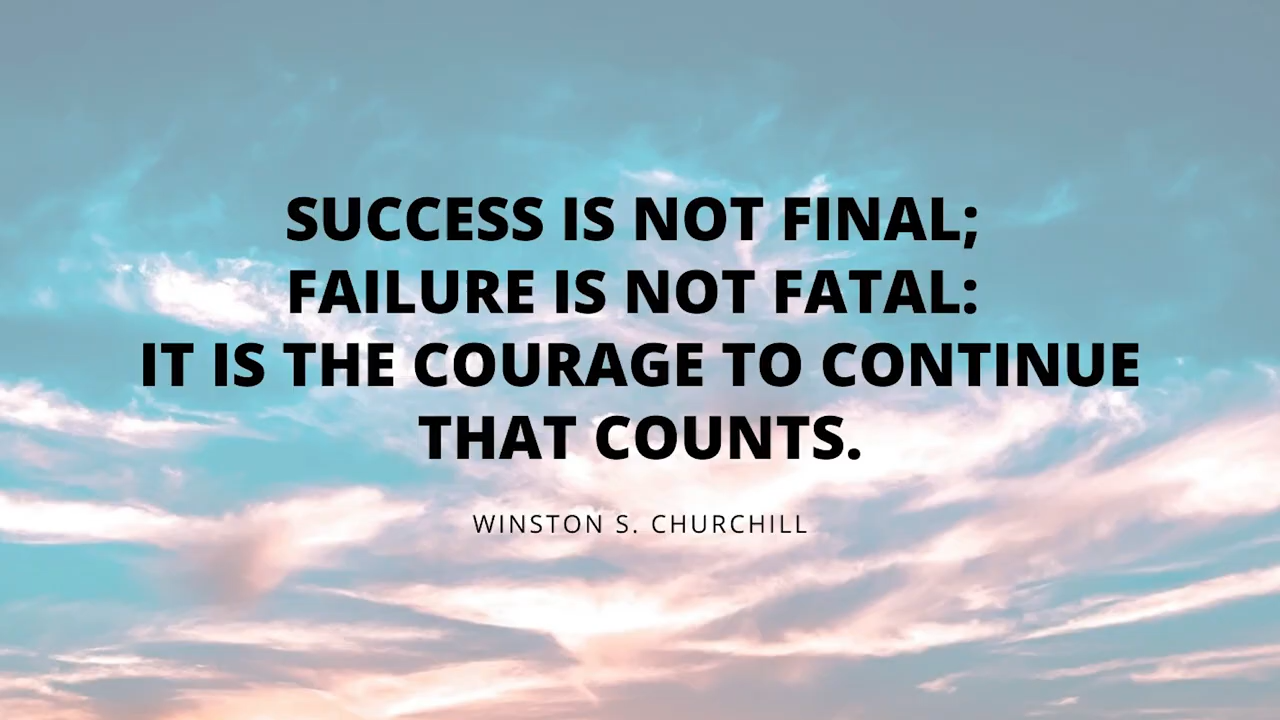 SUCCESS IS NOT FINAL;
FAILURE IS NOT FATAL:
IT IS THE COURAGE TO CONTINUE
THAT COUNTS.
WINSTON S. CHURCHILL